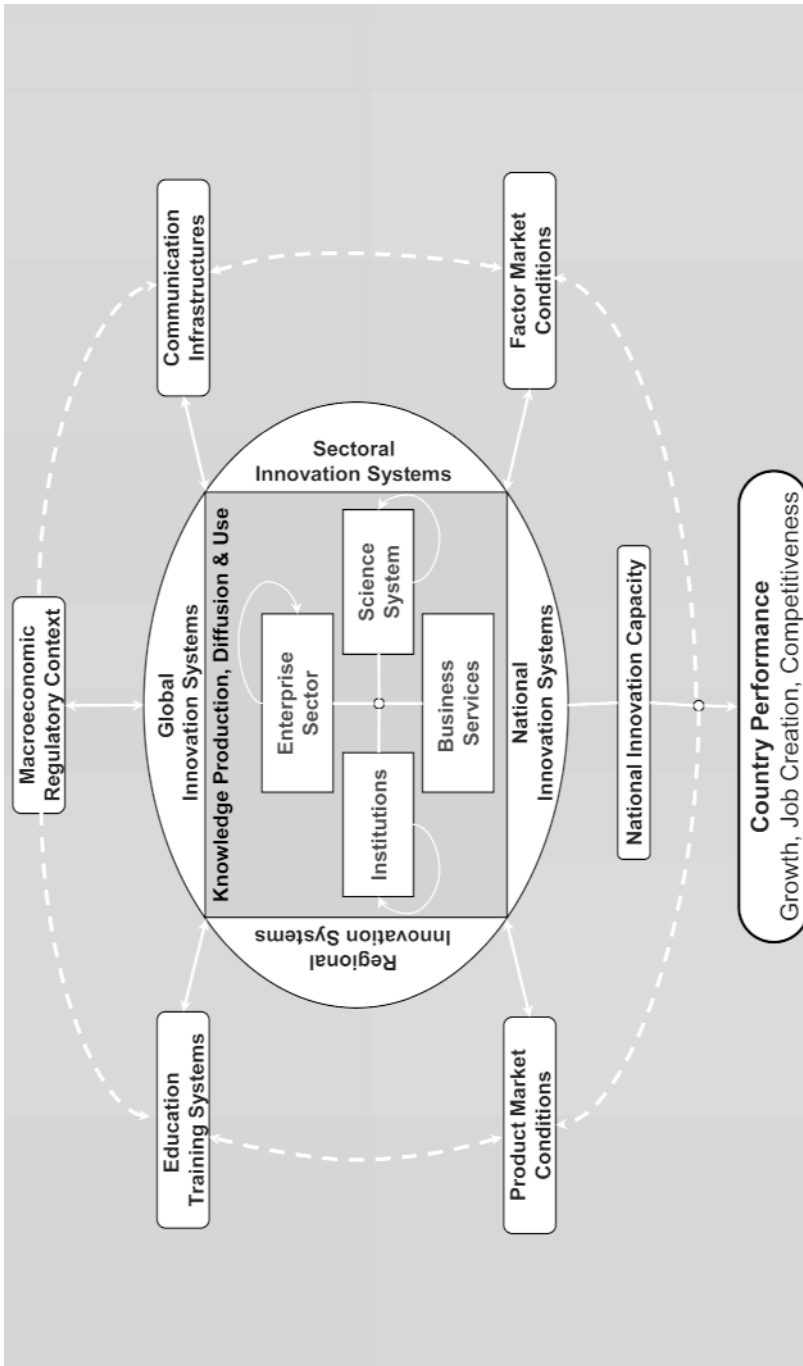 Macroeconomic
Regulatory Context
Education
Training Systems
Communication
Infrastructures
Global
Innovation Systems
Regional
Innovation Systems
Sectoral
Innovation Systems
Knowledge Production, Diffusion & Use
Enterprise
Sector
Institutions
Science
System
Business
Services
National
Innovation Systems
Product Market
Conditions
Factor Market
Conditions
National Innovation Capacity
Country Performance
Growth, Job Creation, Competitiveness